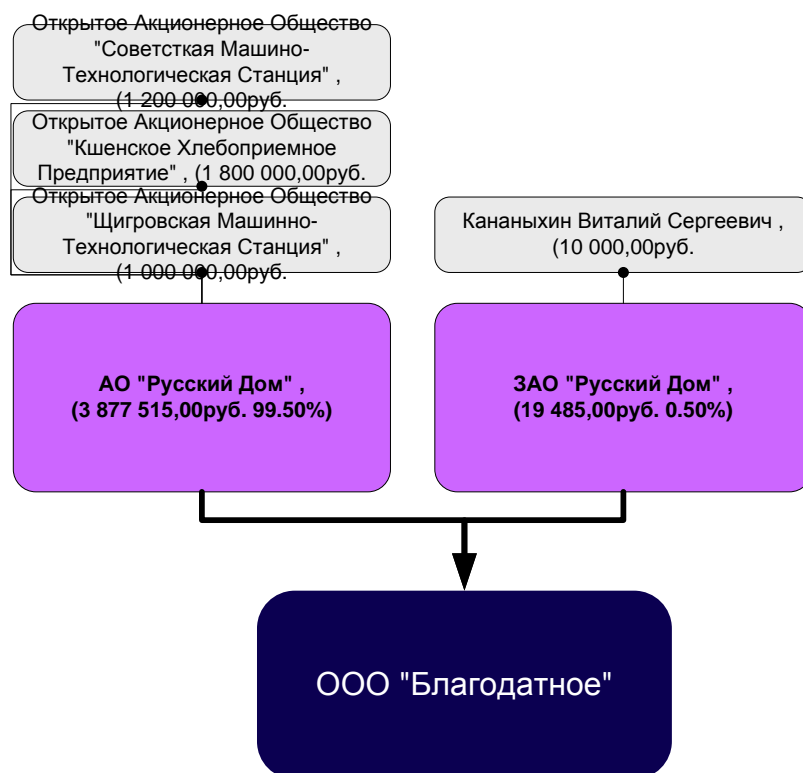 Открытое Акционерное Общество
"Советсткая Машино-
Технологическая Станция" ,
(1 200 000,00руб.
Открытое Акционерное Общество
"Кшенское Хлебоприемное
Предприятие" , (1 800 000,00руб.
Открытое Акционерное Общество
"Щигровская Машинно-
Технологическая Станция" ,
(1 000 000,00руб.
Кананыхин Виталий Сергеевич ,
(10 000,00руб.
АО "Русский Дом" ,
(3 877 515,00руб. 99.50%)
ЗАО "Русский Дом" ,
(19 485,00руб. 0.50%)
ООО "Благодатное"